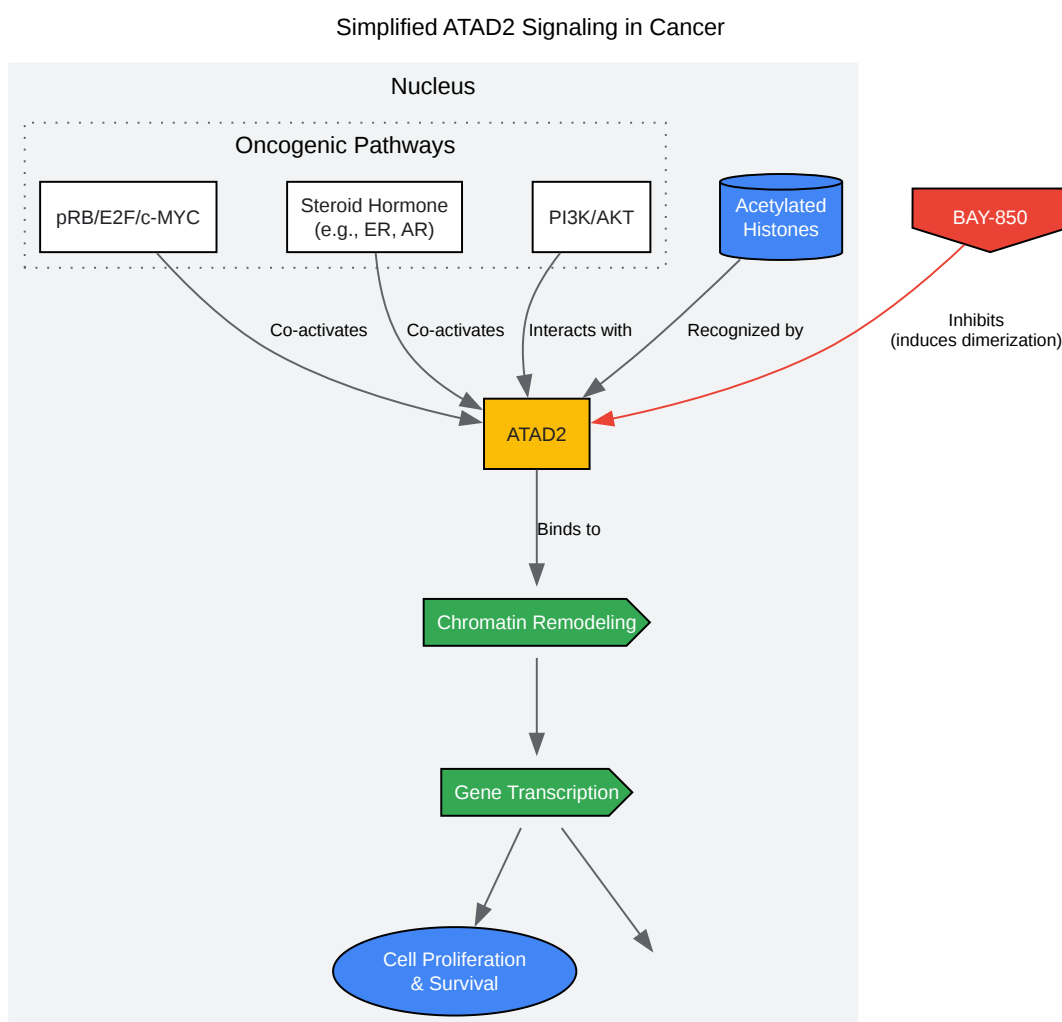 Simplified ATAD2 Signaling in Cancer
Nucleus
Oncogenic Pathways
pRB/E2F/c-MYC
Steroid Hormone
(e.g., ER, AR)
PI3K/AKT
Acetylated
Histones
BAY-850
Co-activates
Co-activates
Interacts with
Recognized by
Inhibits
(induces dimerization)
ATAD2
Binds to
Chromatin Remodeling
Gene Transcription
Cell Proliferation
& Survival